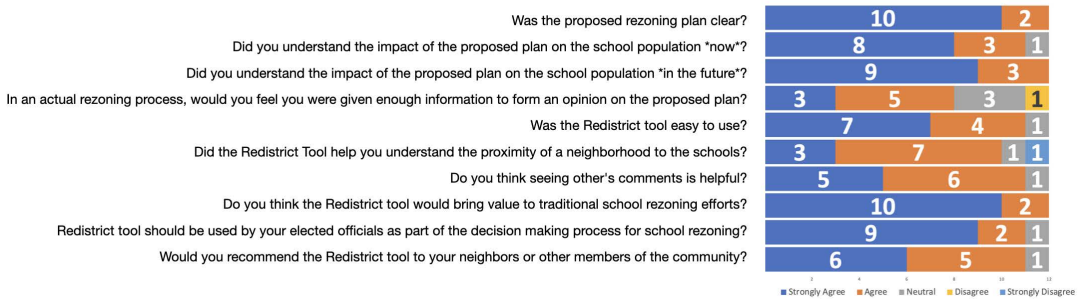 Was the proposed rezoning plan clear? 10 2
Did you understand the impact of the proposed plan on the school population *now*? 8 3 1
Did you understand the impact of the proposed plan on the school population *in the future*? 9 3
In an actual rezoning process, would you feel you were given enough information to form an opinion on the proposed plan? 3 5 3 1
Was the Redistrict tool easy to use? 7 4 1
Did the Redistrict Tool help you understand the proximity of a neighborhood to the schools? 3 7 1 1
Do you think seeing other's comments is helpful? 5 6 1
Do you think the Redistrict tool would bring value to traditional school rezoning efforts? 10 2
Redistrict tool should be used by your elected officials as part of the decision making process for school rezoning? 9 2 1
Would you recommend the Redistrict tool to your neighbors or other members of the community? 6 5 1
2 4 6 8 10 12
Strongly Agree Agree Neutral Disagree Strongly Disagree